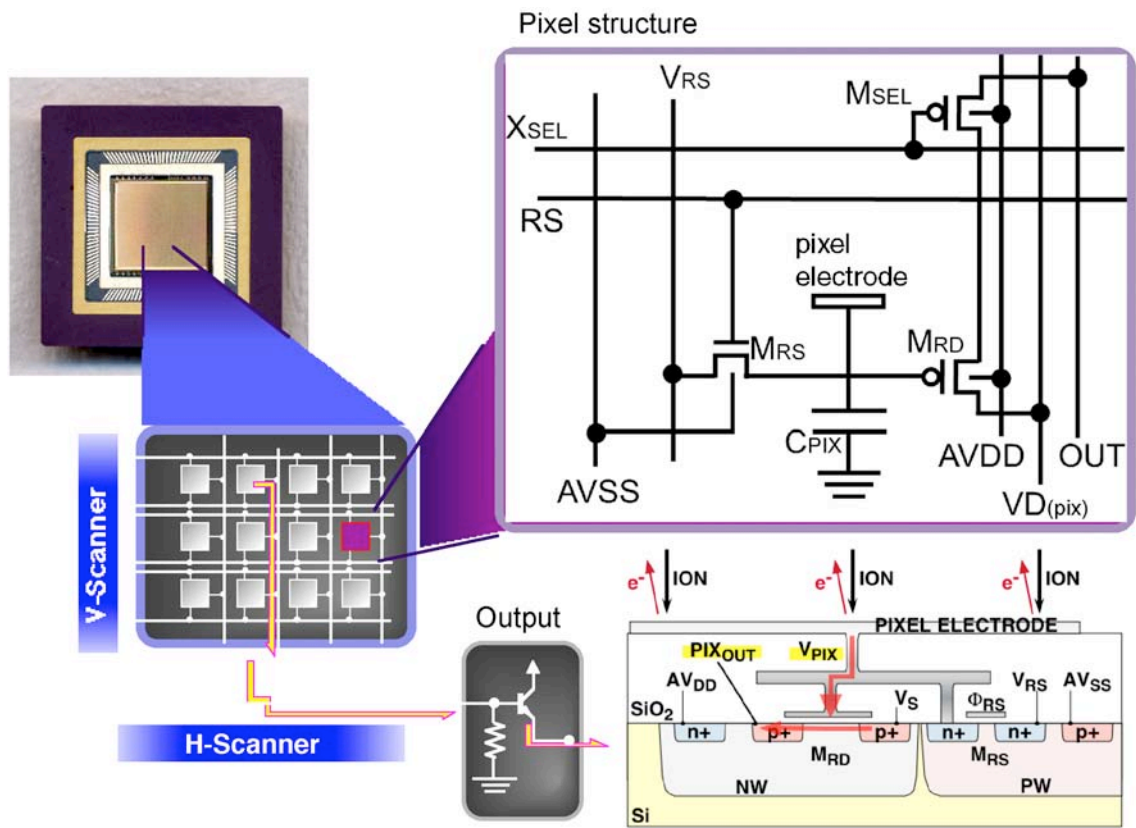 Pixel structure
VRS
MSEL
XSEL
RS
pixel
electrode
MRS
MRD
CPIX
AVSS
AVDD
OUT
VD(pix)
V-Scanner
H-Scanner
Output
e- ION
e- ION
e- ION
PIXEL ELECTRODE
PIXOUT
VPIX
AVDD
VS
ΦRS
VRS
AVSS
SiO2
n+
p+
p+
n+
n+
p+
MRD
MRS
NW
PW
Si